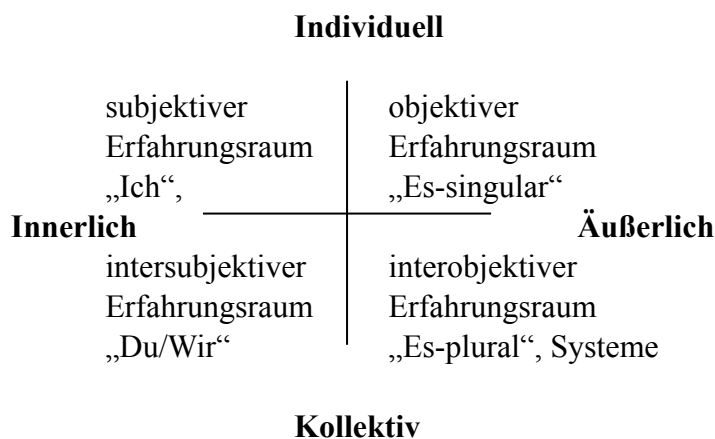 Individuell
subjektiver
Erfahrungsraum
„Ich“,
objektiver
Erfahrungsraum
„Es-singular“
Innerlich
Äußerlich
intersubjektiver
Erfahrungsraum
„Du/Wir“
interobjektiver
Erfahrungsraum
„Es-plural“, Systeme
Kollektiv